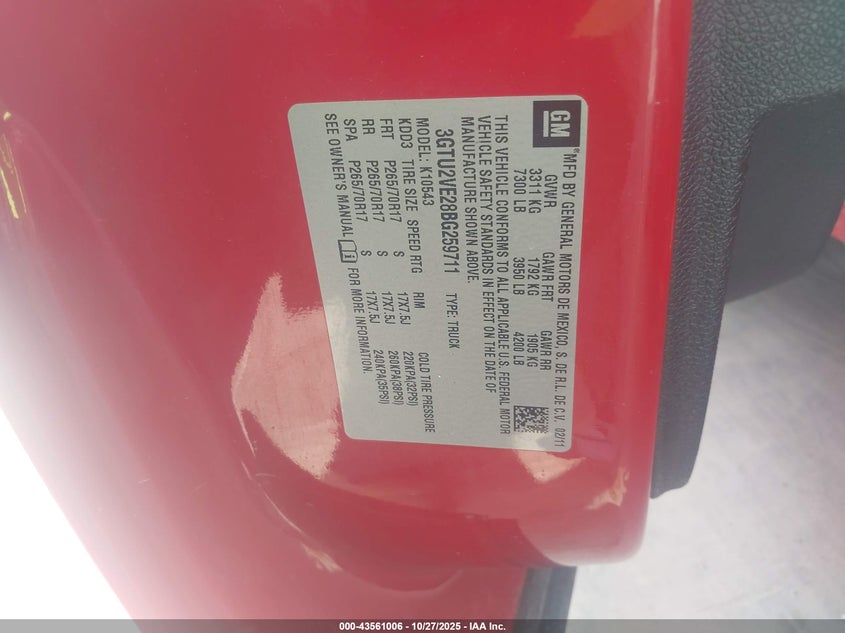 GM
®MFD BY GENERAL MOTORS DE MEXICO, S. DE R.L. DE C.V. 02/11
GVWR GAWR FRT GAWR RR
3311 KG 1792 KG 1905 KG
7300 LB 3950 LB 4200 LB
THIS VEHICLE CONFORMS TO ALL APPLICABLE U.S. FEDERAL MOTOR
VEHICLE SAFETY STANDARDS IN EFFECT ON THE DATE OF
MANUFACTURE SHOWN ABOVE.
3GTU2VE28BG259711 TYPE: TRUCK
MODEL: K10543
KDD3 TIRE SIZE SPEED RTG RIM COLD TIRE PRESSURE
FRT P265/70R17 S 17X7.5J 220KPA(32PSI)
RR P265/70R17 S 17X7.5J 260KPA(38PSI)
SPA P265/70R17 S 17X7.5J 240KPA(35PSI)
SEE OWNER'S MANUAL FOR MORE INFORMATION.
000-43561006 - 10/27/2025 - IAA Inc.